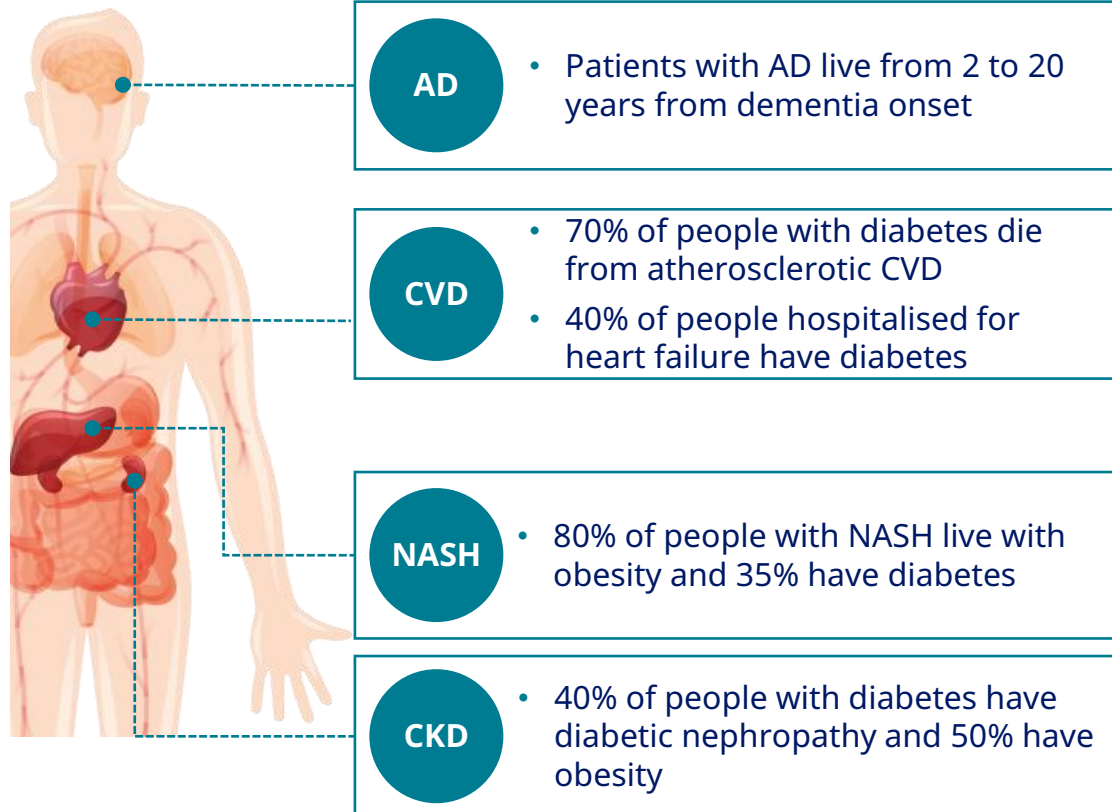 AD
• Patients with AD live from 2 to 20
years from dementia onset
CVD
• 70% of people with diabetes die
from atherosclerotic CVD
• 40% of people hospitalised for
heart failure have diabetes
NASH
• 80% of people with NASH live with
obesity and 35% have diabetes
CKD
• 40% of people with diabetes have
diabetic nephropathy and 50% have
obesity